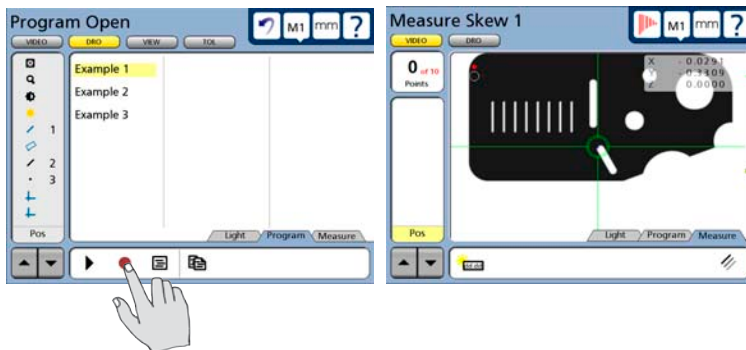 Program Open
M1 mm ?
VIDEO DRO VIEW TOL
Example 1
Example 2
Example 3
1
2
3
Pos
Light Program Measure
Measure Skew 1
M1 mm ?
VIDEO DRO
0 of 10
Points
X - 0.0291
Y - 0.3109
Z 0.0000
Pos
Light Program Measure